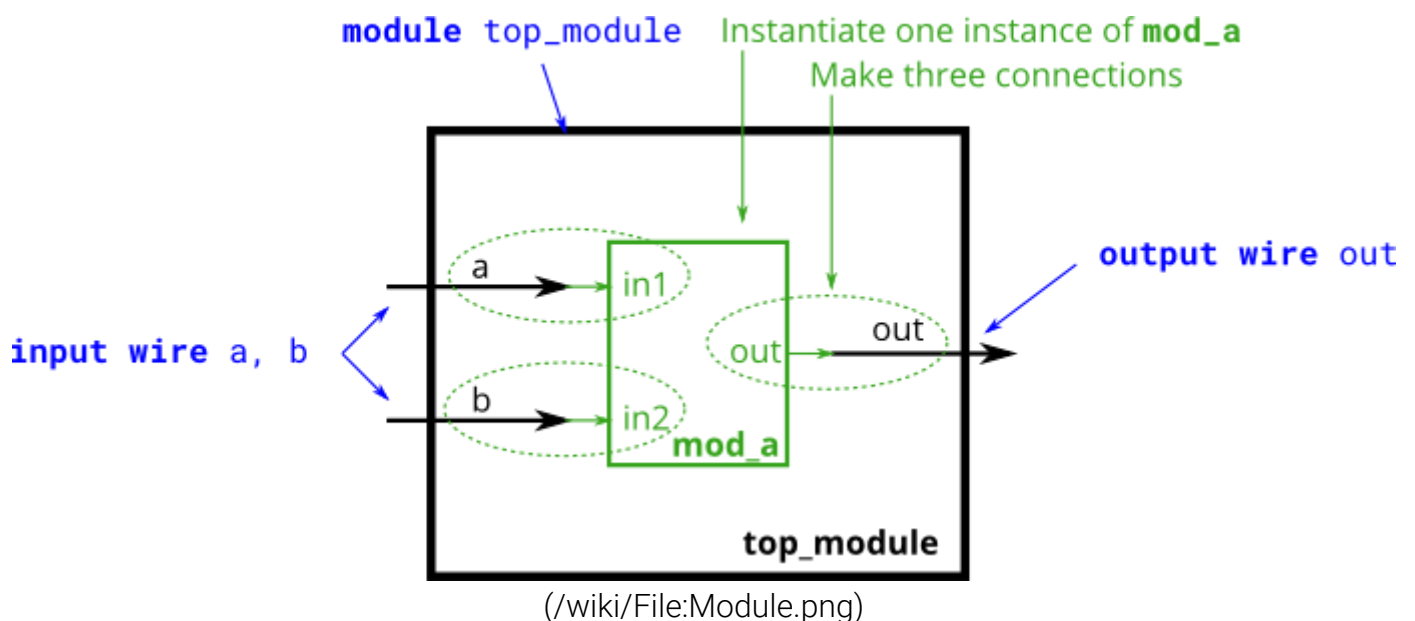 module top_module
Instantiate one instance of mod_a
Make three connections
a
in1
output wire out
out
out
input wire a, b
b
in2
mod_a
top_module
(/wiki/File:Module.png)